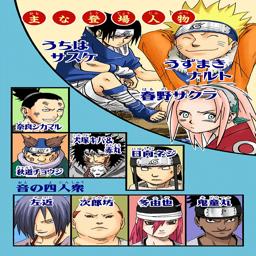 主な登場人物
うちは
サスケ
うずまき
ナルト
春野サクラ
奈良シカマル
犬塚キバ&
赤丸
秋道チョウジ
日向ネジ
音の四人衆
左近
次郎坊
多由也
鬼童丸